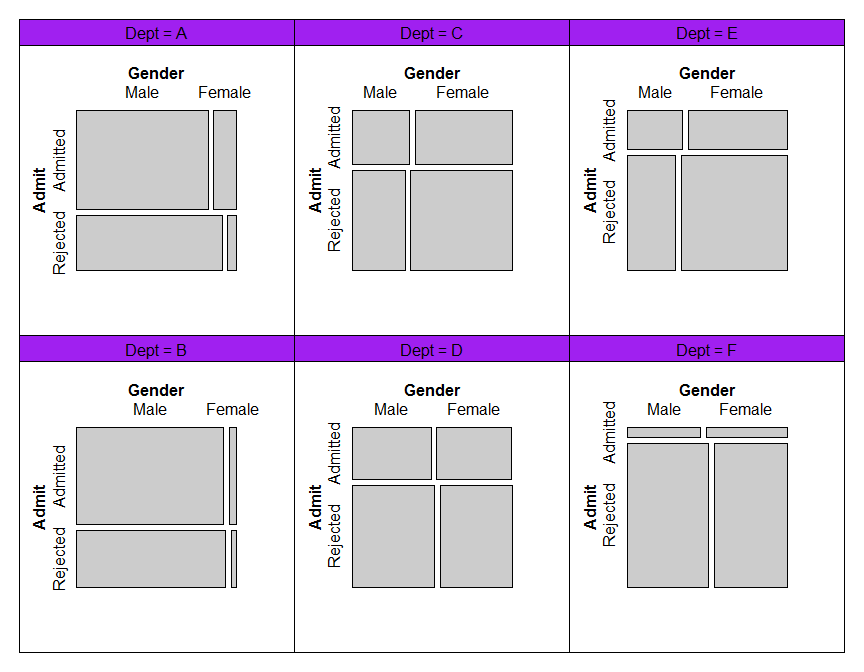 Dept = A
Gender
Male Female
Admit
Admitted
Rejected
Dept = C
Gender
Male Female
Admit
Admitted
Rejected
Dept = E
Gender
Male Female
Admit
Admitted
Rejected
Dept = B
Gender
Male Female
Admit
Admitted
Rejected
Dept = D
Gender
Male Female
Admit
Admitted
Rejected
Dept = F
Gender
Male Female
Admit
Admitted
Rejected